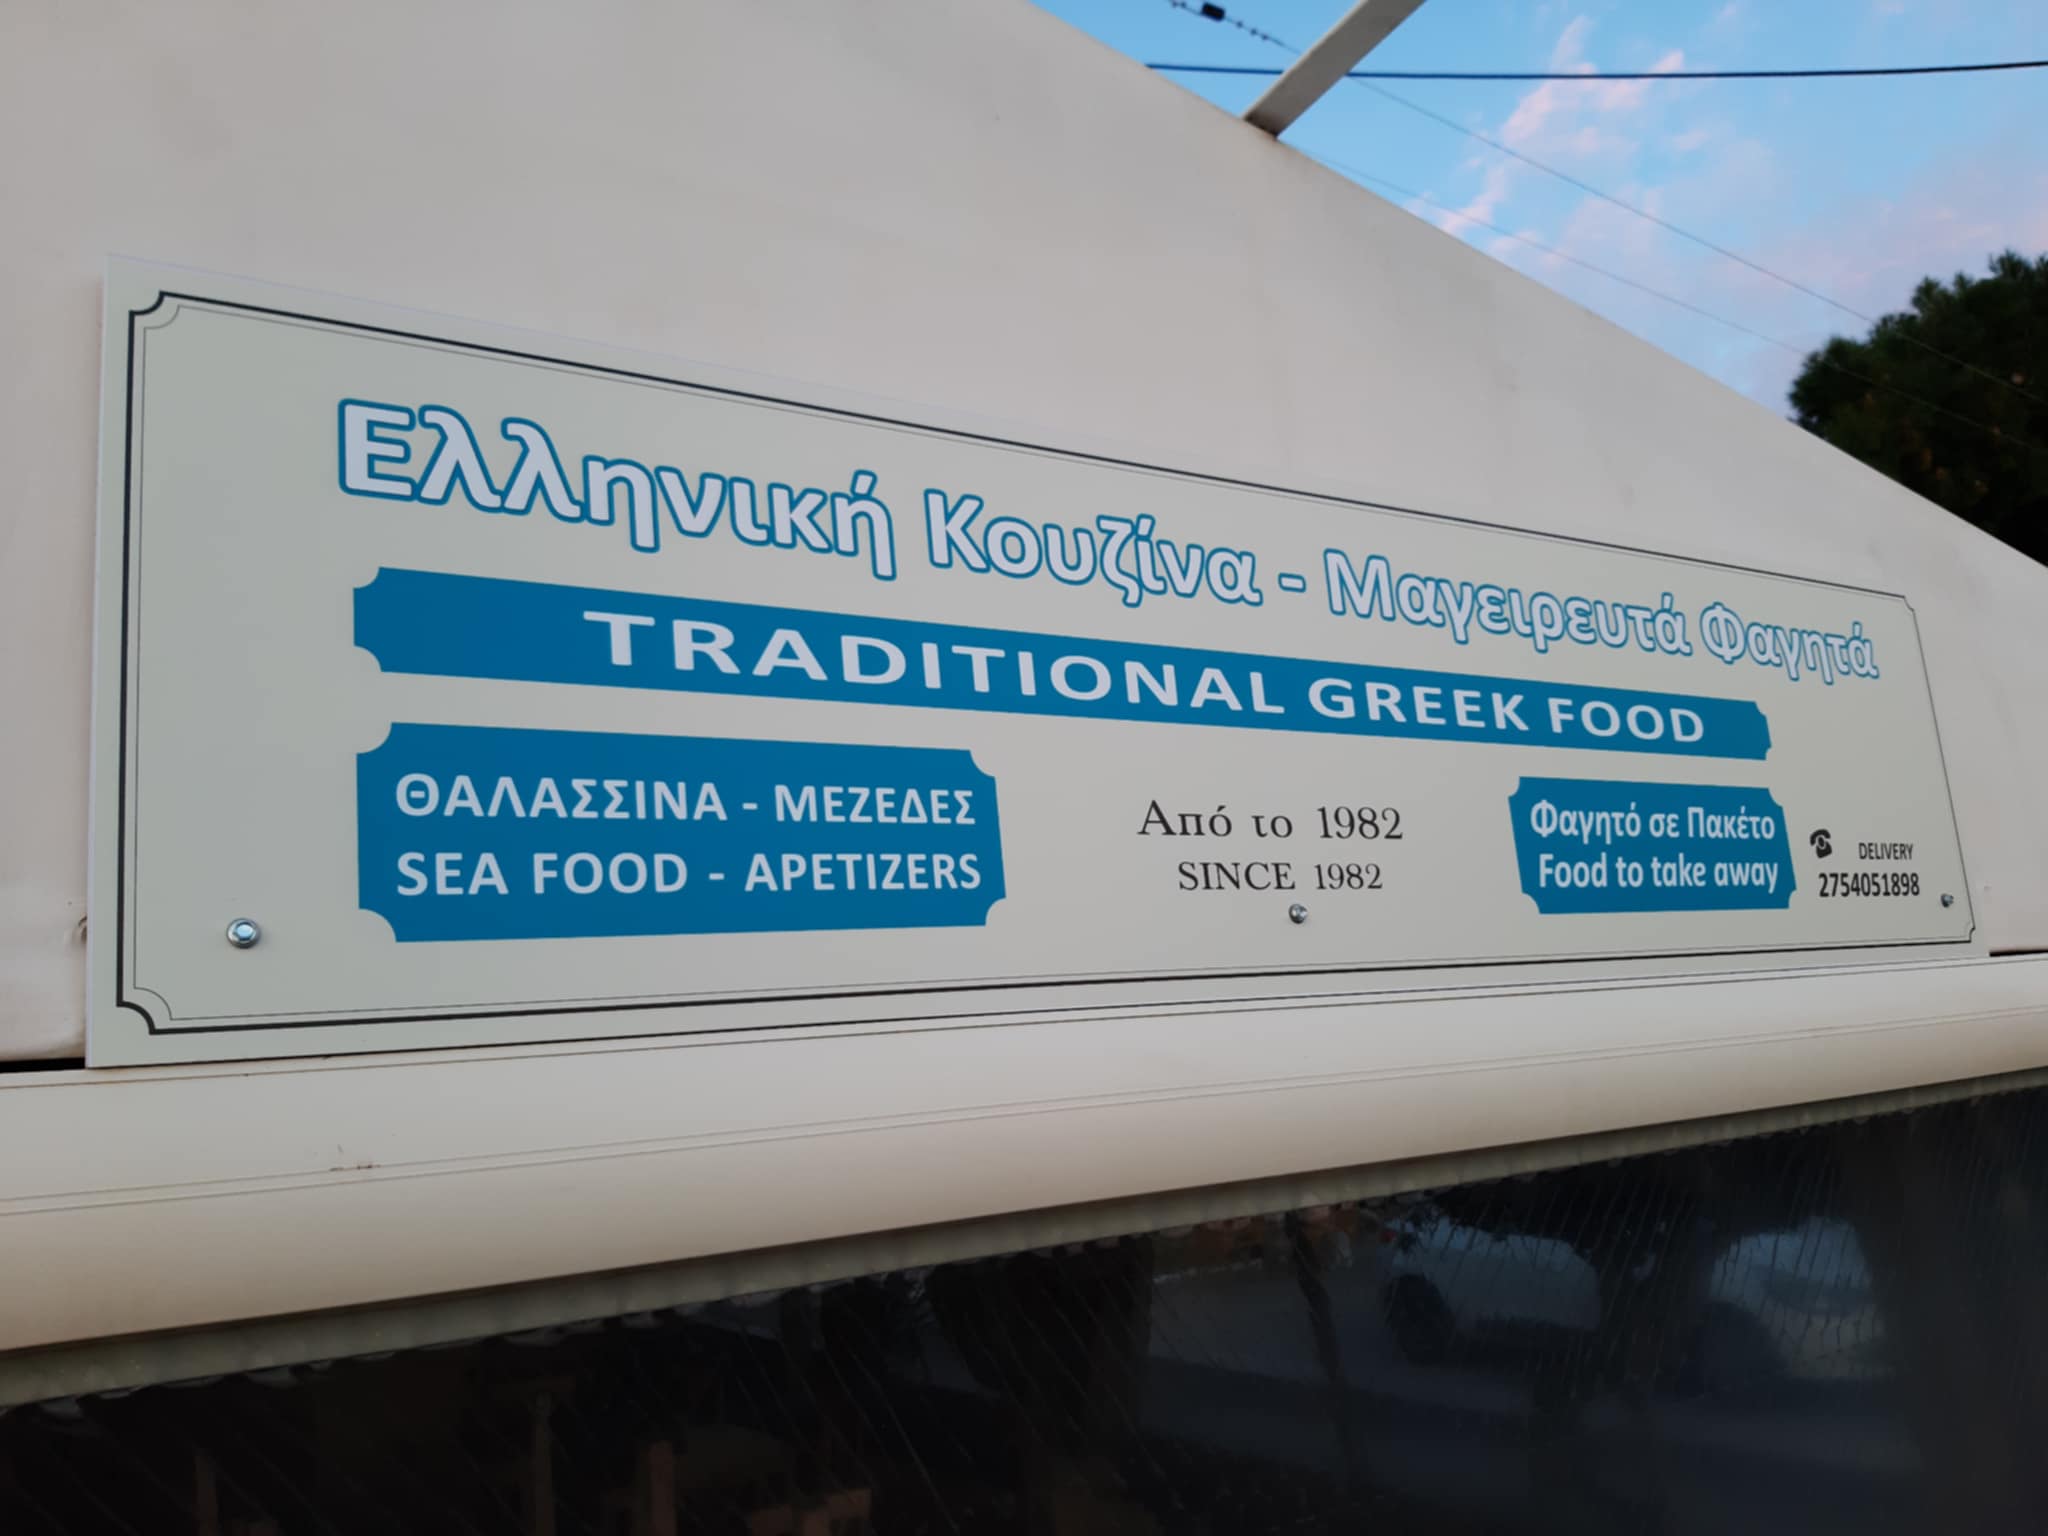 Ελληνική Κουζίνα - Μαγειρευτά Φαγητά
TRADITIONAL GREEK FOOD
ΘΑΛΑΣΣΙΝΑ - ΜΕΖΕΔΕΣ
SEA FOOD - APETIZERS
Από το 1982
SINCE 1982
Φαγητό σε Πακέτο
Food to take away
DELIVERY
2754051898